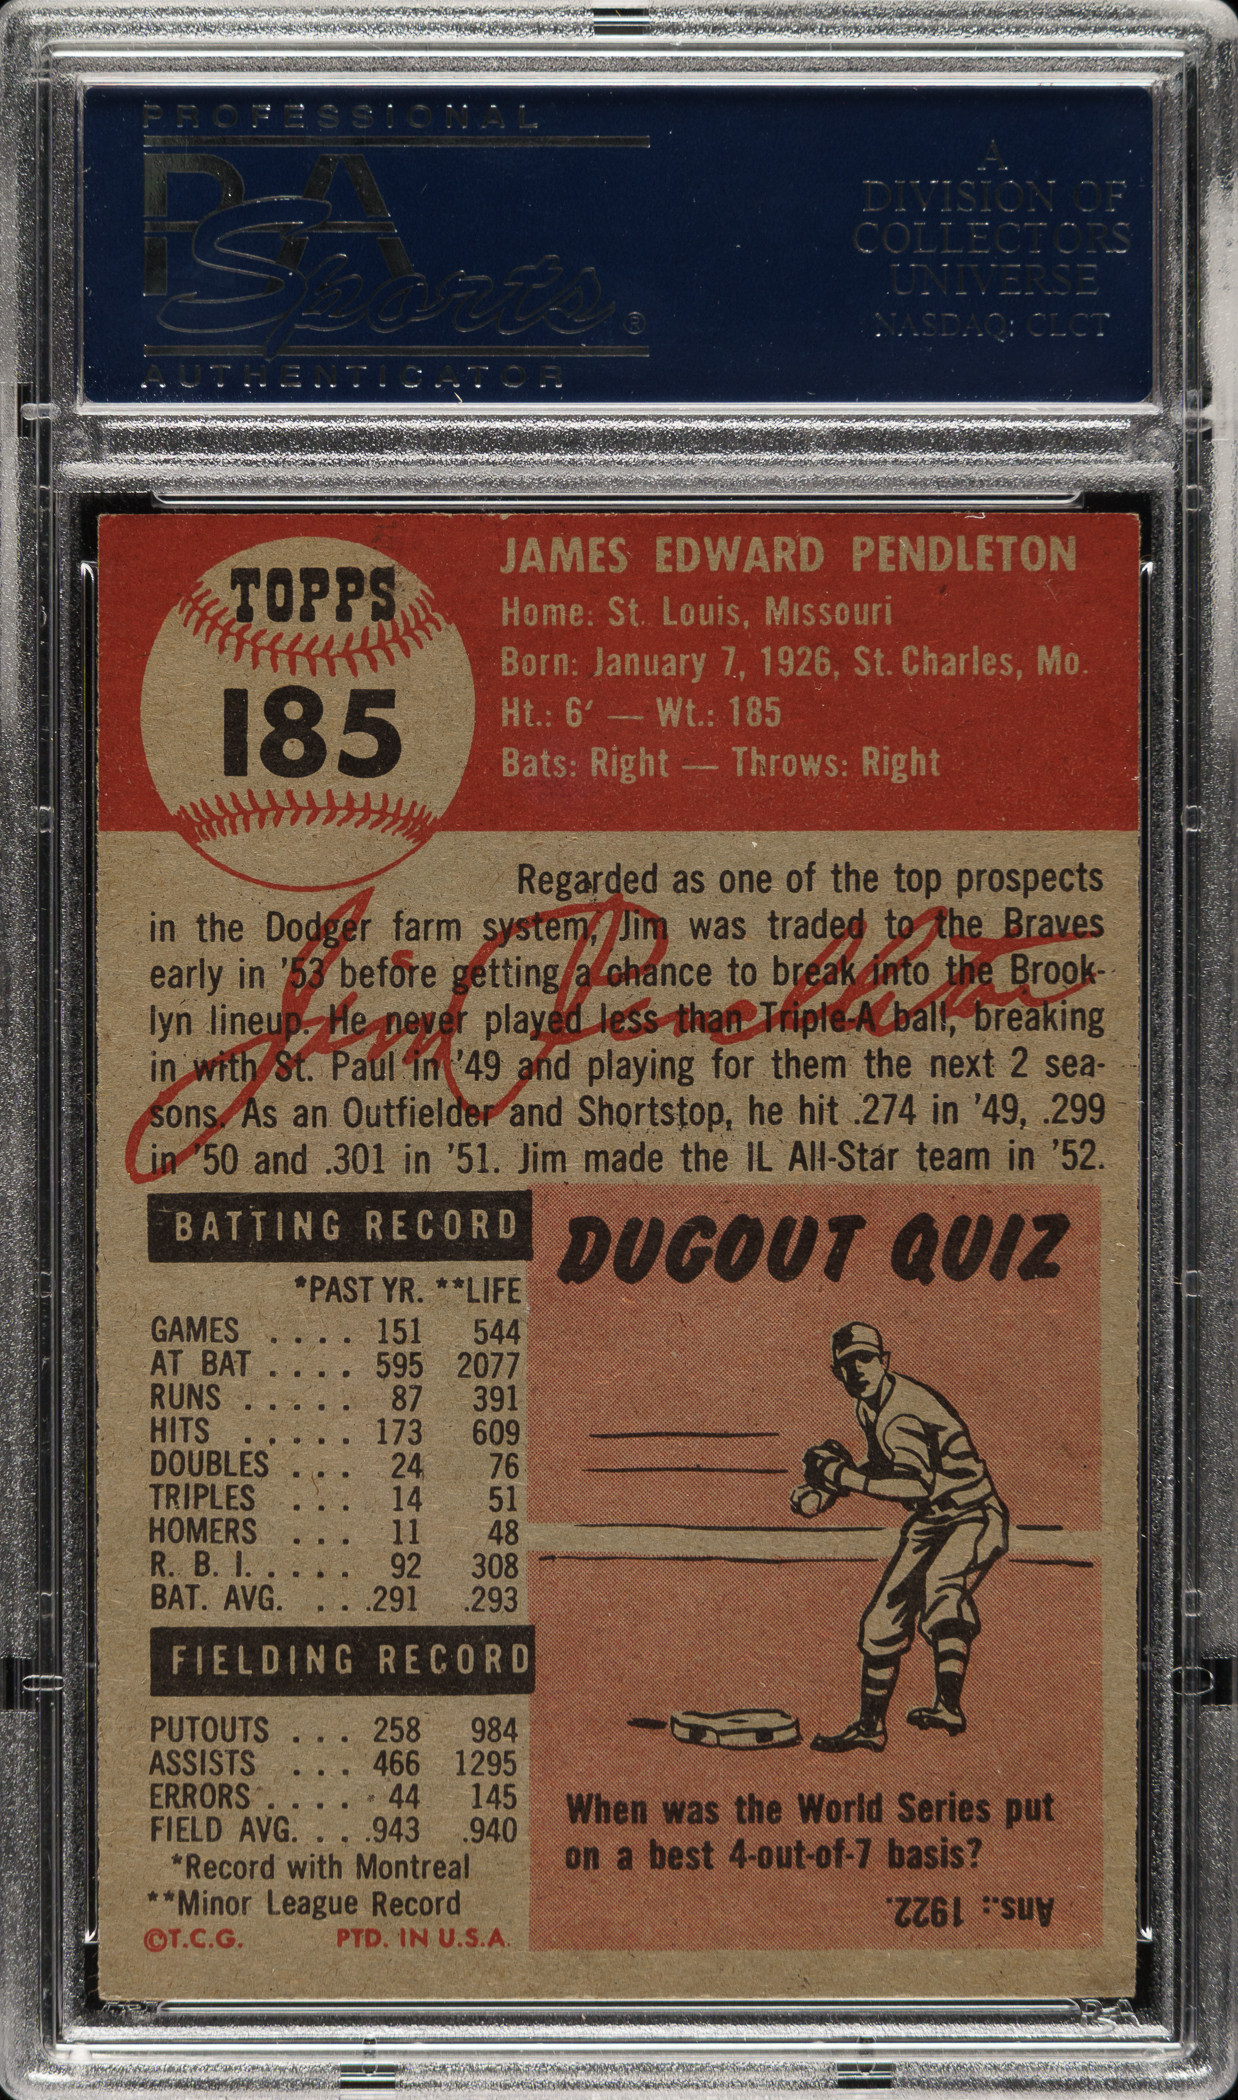 PROFESSIONAL
PSA
Sports®
AUTHENTICATOR
A
DIVISION OF
COLLECTORS
UNIVERSE
NASDAQ: CLCT
TOPPS
185
JAMES EDWARD PENDLETON
Home: St. Louis, Missouri
Born: January 7, 1926, St. Charles, Mo.
Ht.: 6′ — Wt.: 185
Bats: Right — Throws: Right
Regarded as one of the top prospects
in the Dodger farm system, Jim was traded to the Braves
early in '53 before getting a chance to break into the Brook-
lyn lineup. He never played less than Triple-A ball, breaking
in with St. Paul in '49 and playing for them the next 2 sea-
sons. As an Outfielder and Shortstop, he hit .274 in '49, .299
in '50 and .301 in '51. Jim made the IL All-Star team in '52.
Jim Pendleton
BATTING RECORD
*PAST YR. **LIFE
GAMES . . . . 151 544
AT BAT . . . . 595 2077
RUNS . . . . . 87 391
HITS . . . . . 173 609
DOUBLES . . . 24 76
TRIPLES . . . 14 51
HOMERS . . . 11 48
R. B. I. . . . . 92 308
BAT. AVG. . . .291 .293
FIELDING RECORD
PUTOUTS . . . 258 984
ASSISTS . . . 466 1295
ERRORS . . . . 44 145
FIELD AVG. . . .943 .940
*Record with Montreal
**Minor League Record
©T.C.G. PTD. IN U.S.A.
DUGOUT QUIZ
When was the World Series put
on a best 4-out-of-7 basis?
Ans.: 1922.
PSA